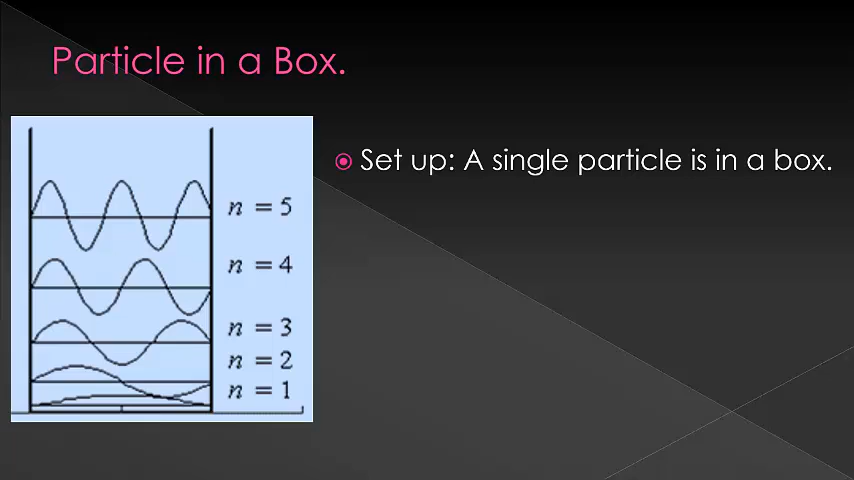 Particle in a Box.
Set up: A single particle is in a box.
n = 5
n = 4
n = 3
n = 2
n = 1